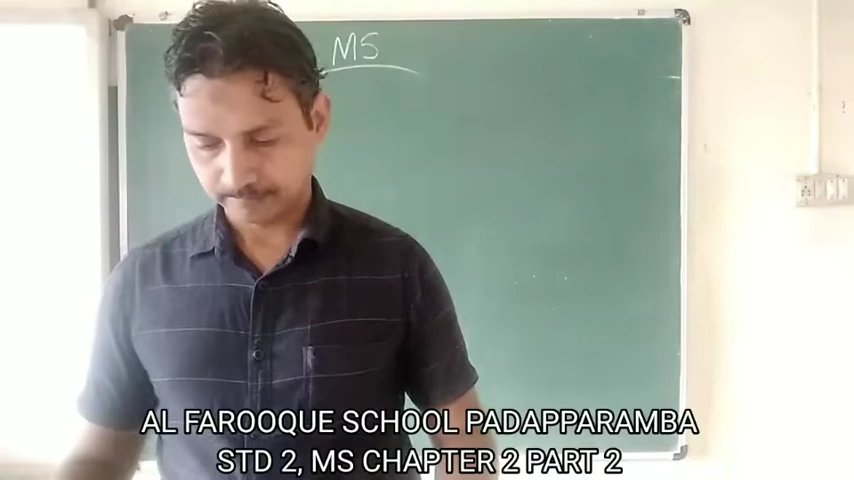 MS
AL FAROOQUE SCHOOL PADAPPARAMBA
STD 2, MS CHAPTER 2 PART 2